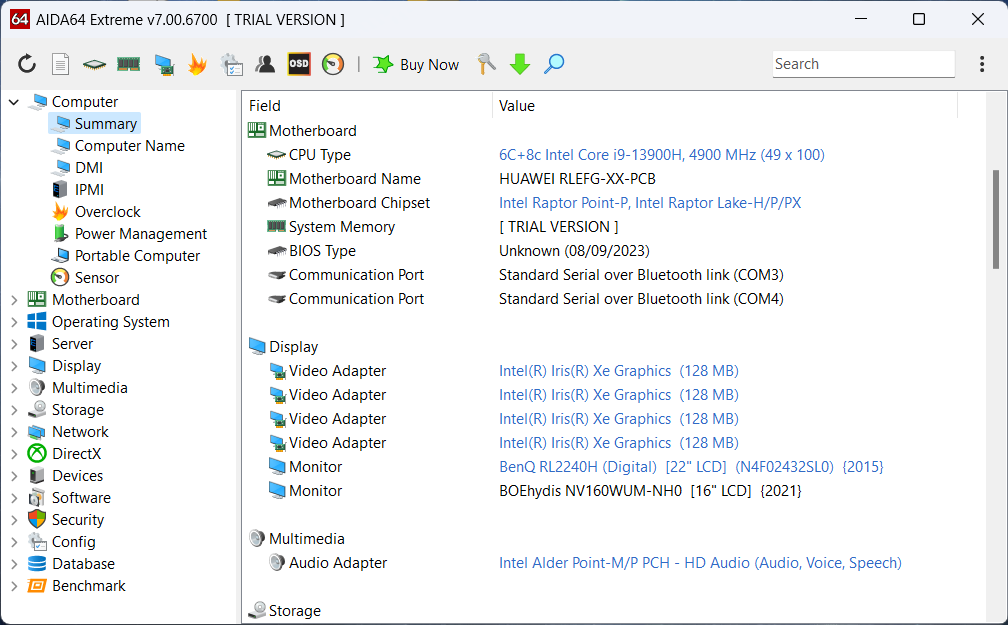 64 AIDA64 Extreme v7.00.6700 [ TRIAL VERSION ]
OSD Buy Now Search
Computer
Summary
Computer Name
DMI
IPMI
Overclock
Power Management
Portable Computer
Sensor
Motherboard
Operating System
Server
Display
Multimedia
Storage
Network
DirectX
Devices
Software
Security
Config
Database
Benchmark
Field Value
Motherboard
CPU Type 6C+8c Intel Core i9-13900H, 4900 MHz (49 x 100)
Motherboard Name HUAWEI RLEFG-XX-PCB
Motherboard Chipset Intel Raptor Point-P, Intel Raptor Lake-H/P/PX
System Memory [ TRIAL VERSION ]
BIOS Type Unknown (08/09/2023)
Communication Port Standard Serial over Bluetooth link (COM3)
Communication Port Standard Serial over Bluetooth link (COM4)
Display
Video Adapter Intel(R) Iris(R) Xe Graphics (128 MB)
Video Adapter Intel(R) Iris(R) Xe Graphics (128 MB)
Video Adapter Intel(R) Iris(R) Xe Graphics (128 MB)
Video Adapter Intel(R) Iris(R) Xe Graphics (128 MB)
Monitor BenQ RL2240H (Digital) [22" LCD] (N4F02432SL0) {2015}
Monitor BOEhydis NV160WUM-NH0 [16" LCD] {2021}
Multimedia
Audio Adapter Intel Alder Point-M/P PCH - HD Audio (Audio, Voice, Speech)
Storage